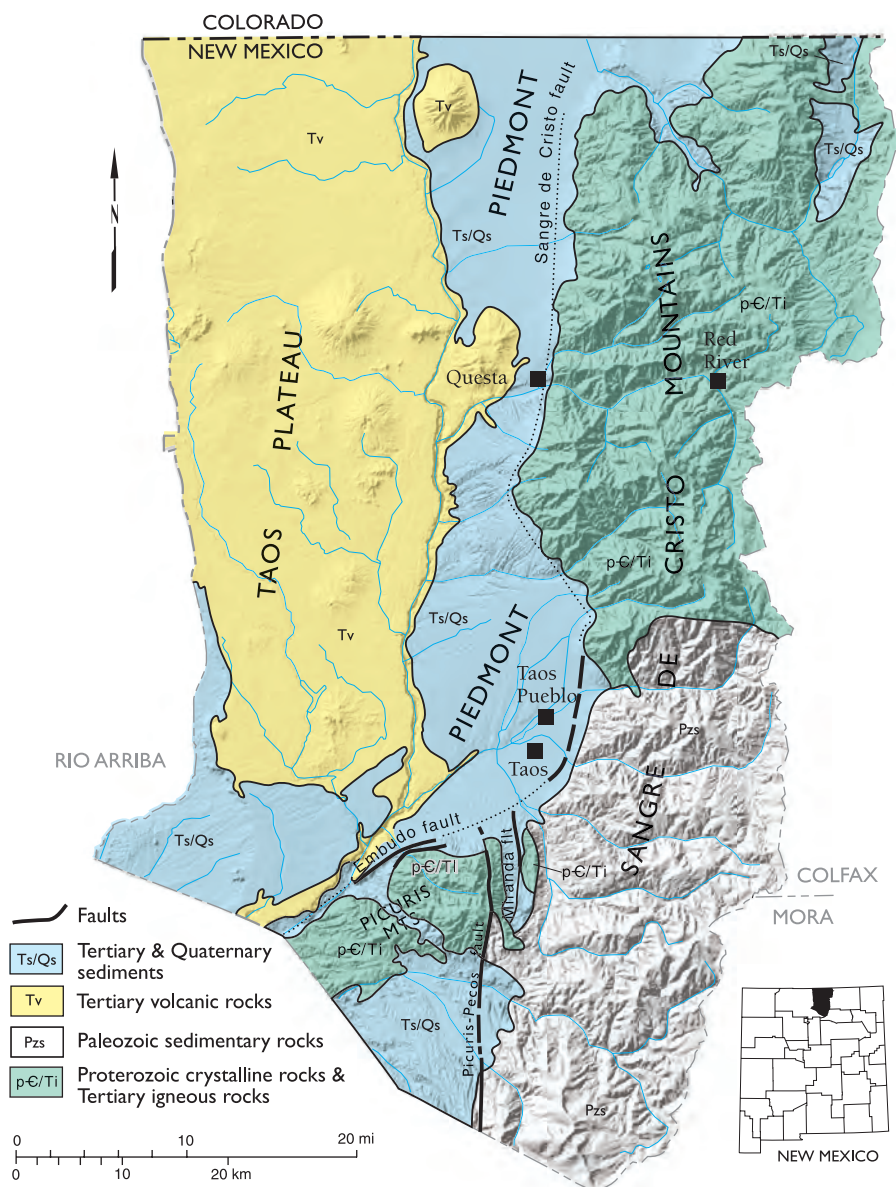 COLORADO
NEW MEXICO
Ts/Qs
Tv
PIEDMONT
Sangre de Cristo fault
Tv
Ts/Qs
N
Ts/Qs
MOUNTAINS
p-Є/Ti
Red
River
Questa
PLATEAU
TAOS
CRISTO
p-Є/Ti
Ts/Qs
Tv
PIEDMONT
Taos
Pueblo
DE
Pzs
RIO ARRIBA
Taos
SANGRE
Ts/Qs
Embudo fault
Miranda flt
p-Є/TI
p-Є/Ti
COLFAX
MORA
PICURIS
MTS
p-Є/Ti
Picuris-Pecos fault
Ts/Qs
Pzs
Faults
Ts/Qs Tertiary & Quaternary
sediments
Tv Tertiary volcanic rocks
Pzs Paleozoic sedimentary rocks
p-Є/Ti Proterozoic crystalline rocks &
Tertiary igneous rocks
0 10 20 mi
0 10 20 km
NEW MEXICO